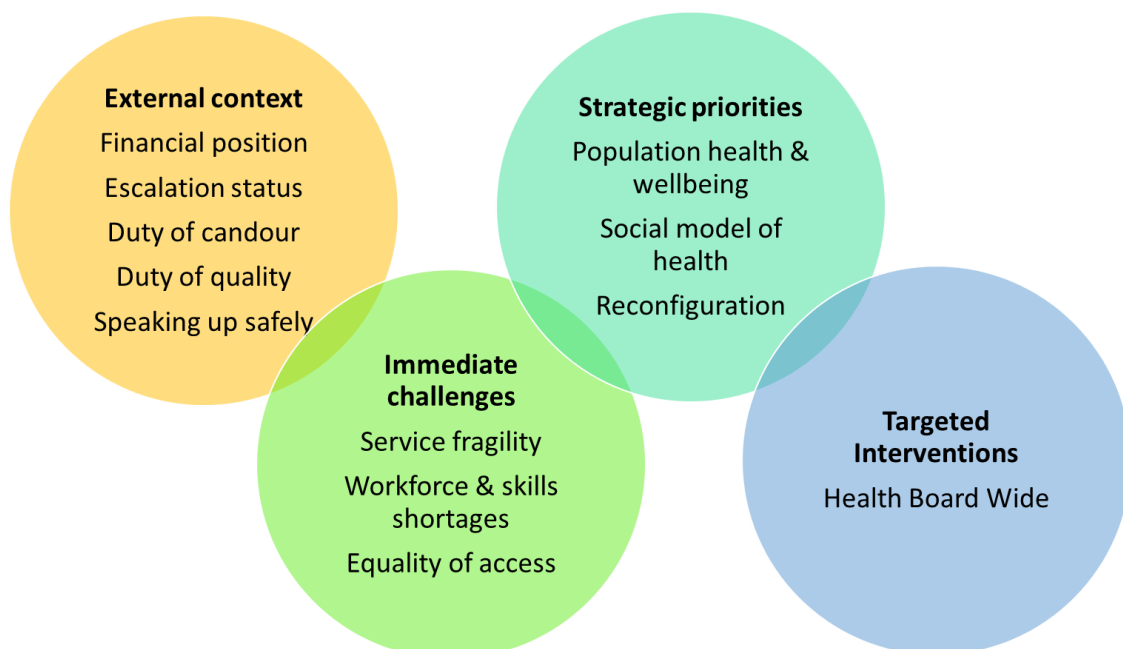 External context
Financial position
Escalation status
Duty of candour
Duty of quality
Speaking up safely
Immediate
challenges
Service fragility
Workforce & skills
shortages
Equality of access
Strategic priorities
Population health &
wellbeing
Social model of
health
Reconfiguration
Targeted
Interventions
Health Board Wide